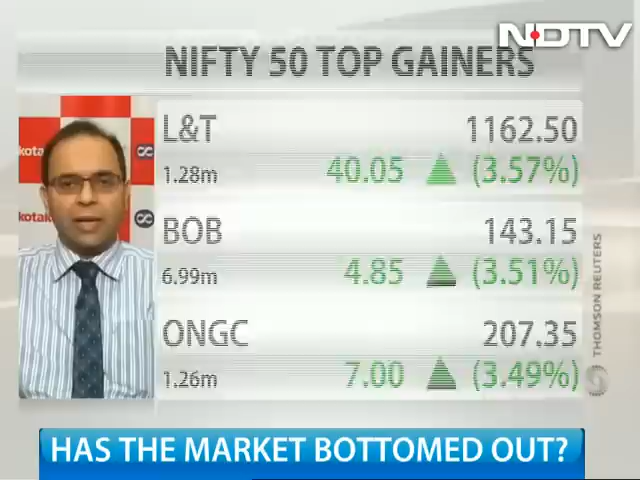 NDTV
NIFTY 50 TOP GAINERS
L&T 1162.50
1.28m 40.05 (3.57%)
BOB 143.15
6.99m 4.85 (3.51%)
ONGC 207.35
1.26m 7.00 (3.49%)
THOMSON REUTERS
kota
kotak
HAS THE MARKET BOTTOMED OUT?